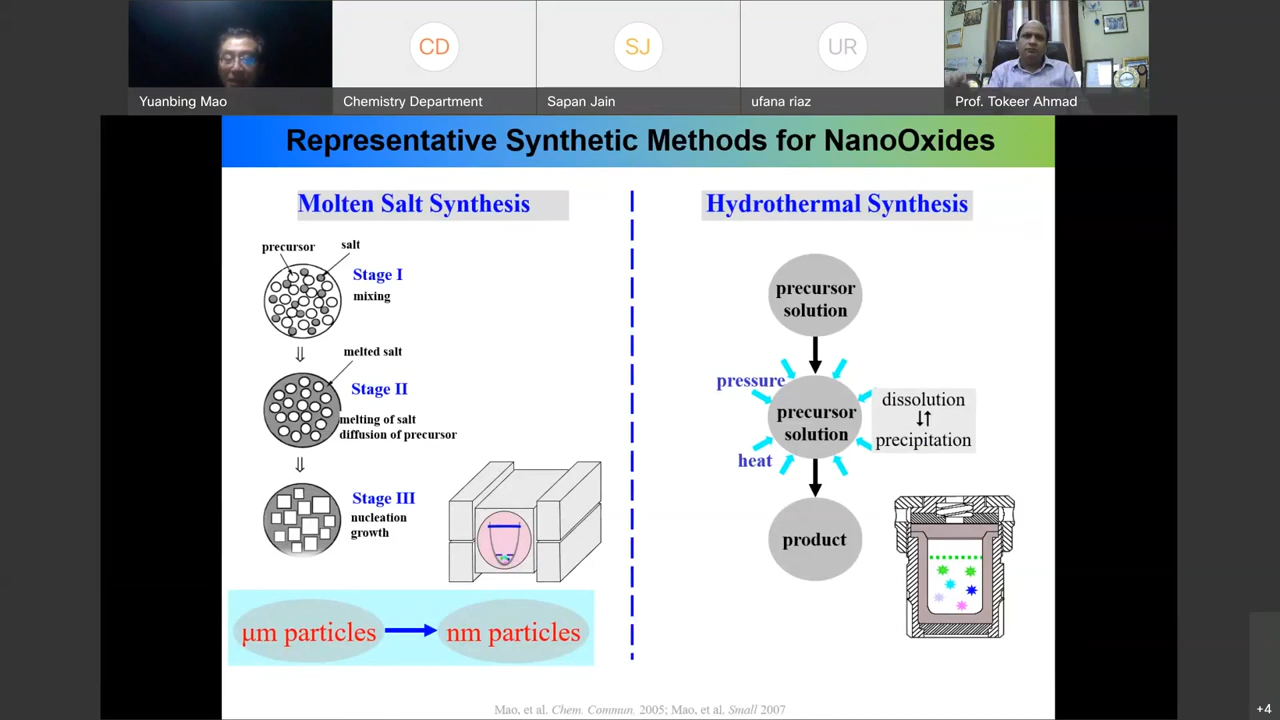 CD
SJ
UR
Yuanbing Mao
Chemistry Department
Sapan Jain
ufana riaz
Prof. Tokeer Ahmad
Representative Synthetic Methods for NanoOxides
Molten Salt Synthesis
precursor
salt
Stage I
mixing
melted salt
Stage II
melting of salt
diffusion of precursor
Stage III
nucleation
growth
μm particles
nm particles
Hydrothermal Synthesis
precursor
solution
pressure
precursor
solution
heat
dissolution
precipitation
product
Mao, et al. Chem. Commun. 2005; Mao, et al. Small 2007
+4